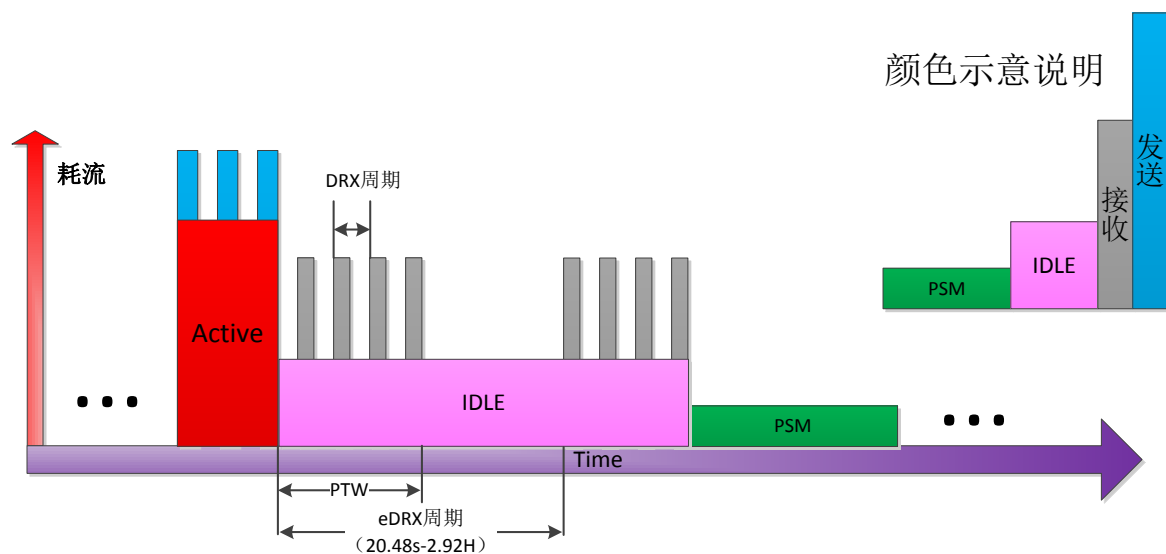 颜色示意说明
耗流
DRX周期
发送
接收
IDLE
PSM
Active
IDLE
PSM
Time
PTW
eDRX周期
（20.48s-2.92H）